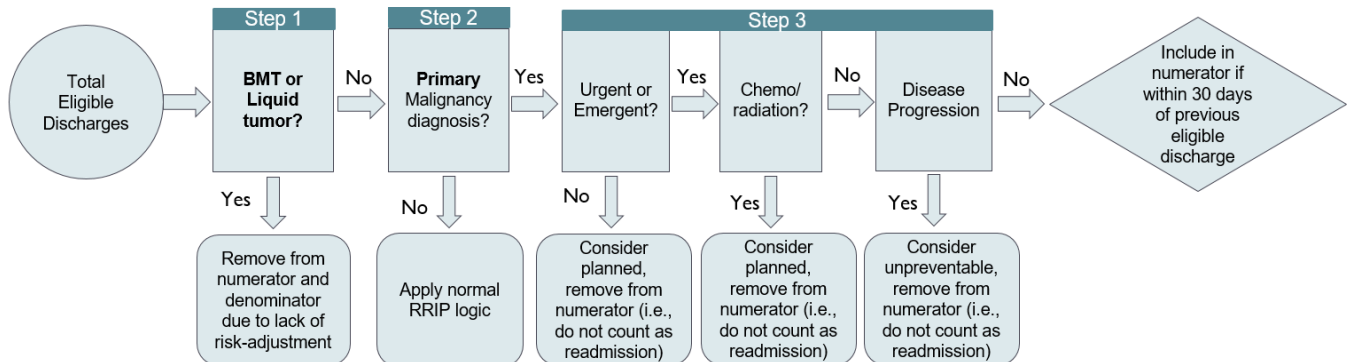 Step 1
Step 2
Step 3
Total
Eligible
Discharges
BMT or
Liquid
tumor?
No
Primary
Malignancy
diagnosis?
Yes
Urgent or
Emergent?
Yes
Chemo/
radiation?
No
Disease
Progression
No
Include in
numerator if
within 30 days
of previous
eligible
discharge
Yes
No
No
Yes
Yes
Remove from
numerator and
denominator
due to lack of
risk-adjustment
Apply normal
RRIP logic
Consider
planned,
remove from
numerator (i.e.,
do not count as
readmission)
Consider
planned,
remove from
numerator (i.e.,
do not count as
readmission)
Consider
unpreventable,
remove from
numerator (i.e.,
do not count as
readmission)